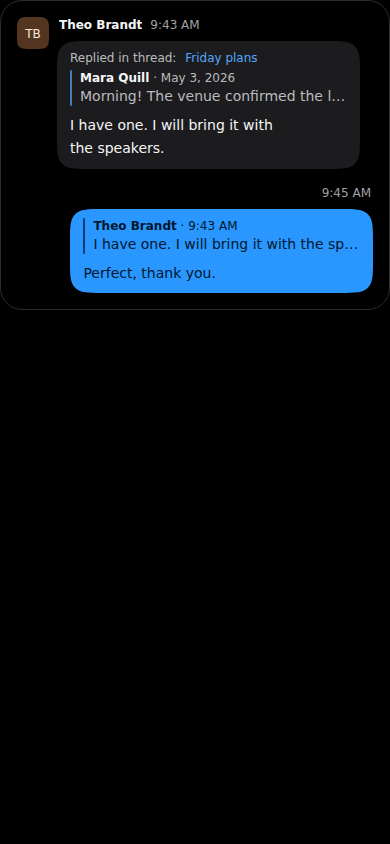 TB
Theo Brandt 9:43 AM
Replied in thread: Friday plans
Mara Quill · May 3, 2026
Morning! The venue confirmed the l…
I have one. I will bring it with
the speakers.
9:45 AM
Theo Brandt · 9:43 AM
I have one. I will bring it with the sp…
Perfect, thank you.